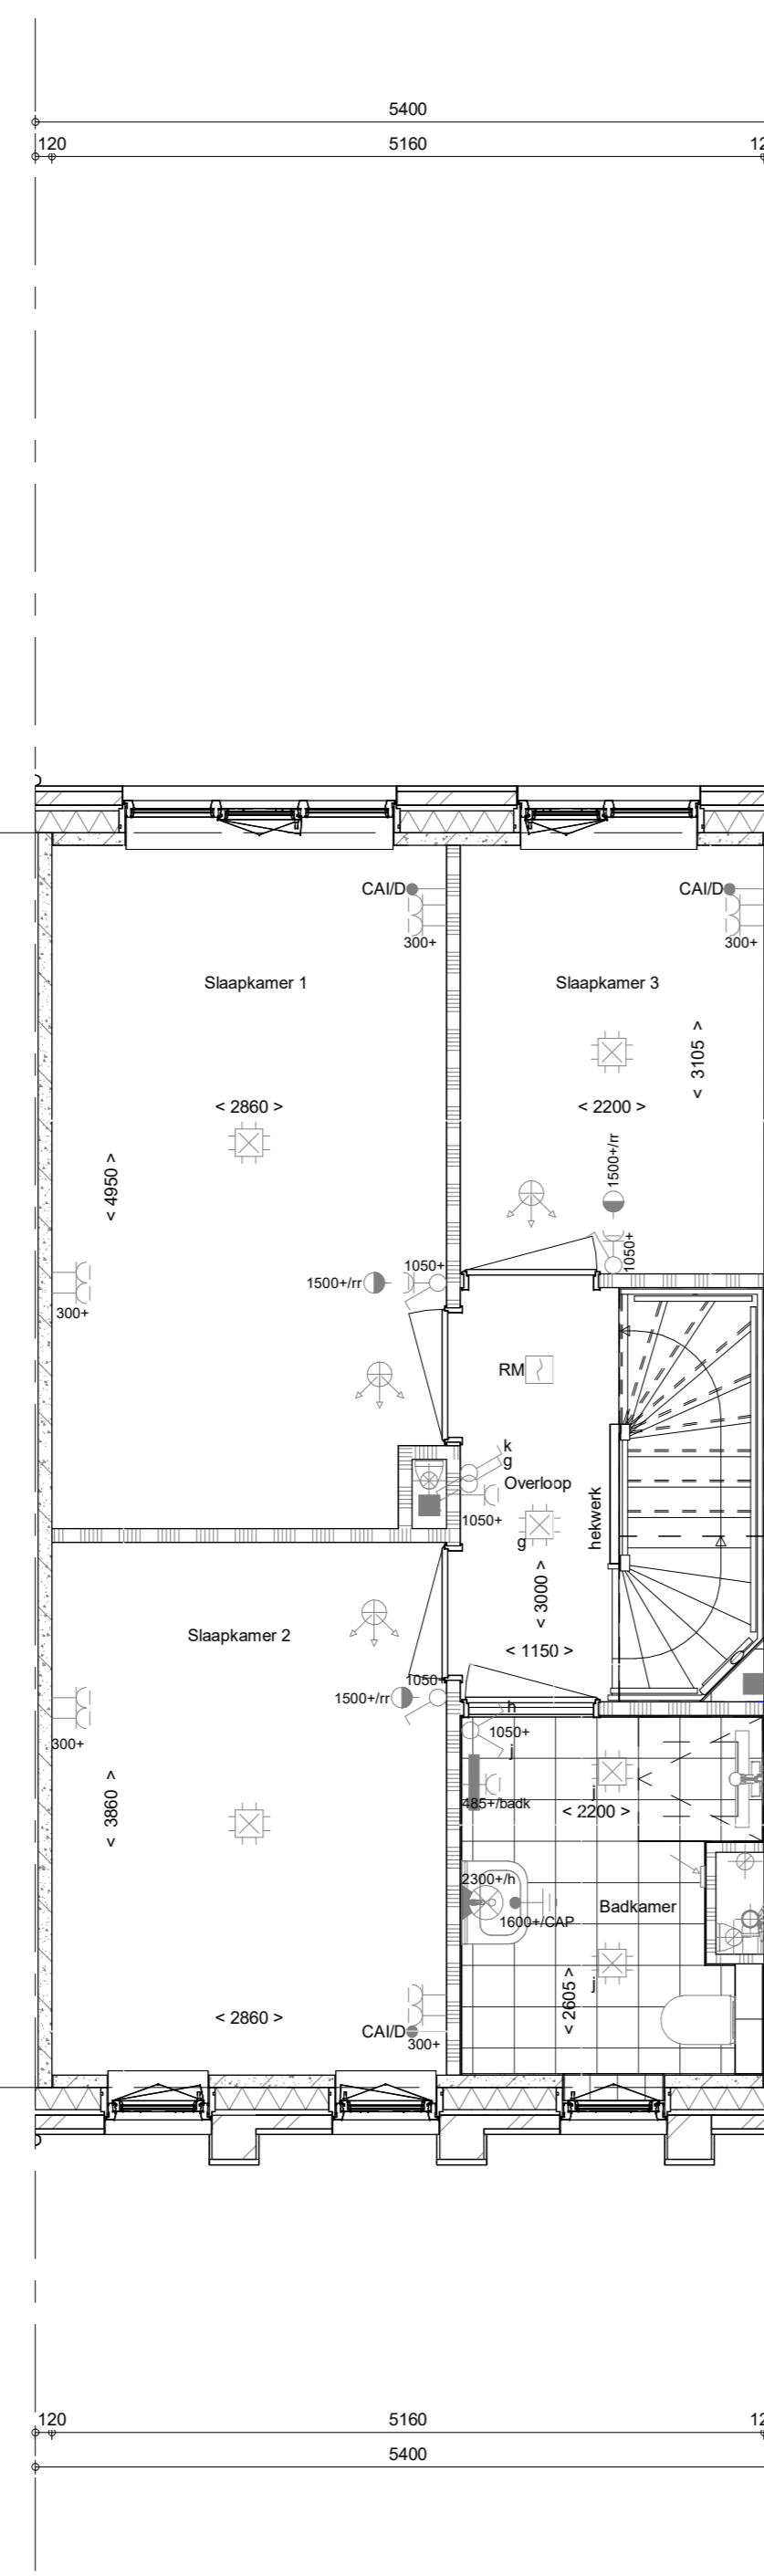 5400
120 5160 12
CAI/D CAI/D
300+ 300+
Slaapkamer 1 Slaapkamer 3
< 3105 >
< 2860 > < 2200 >
1500+/rr
< 4950 >
1050+
1050+
1500+/rr
300+
RM
k
g
Overloop
1050+
hekwerk
g
< 3000 >
Slaapkamer 2
< 1150 >
1050+
1500+/rr
h
1050+
300+
j
j
485+/badk
< 2200 >
< 3860 >
2300+/h
Badkamer
1600+/CAP
j
< 2605 >
< 2860 >
CAI/D
300+
120 5160 12
5400